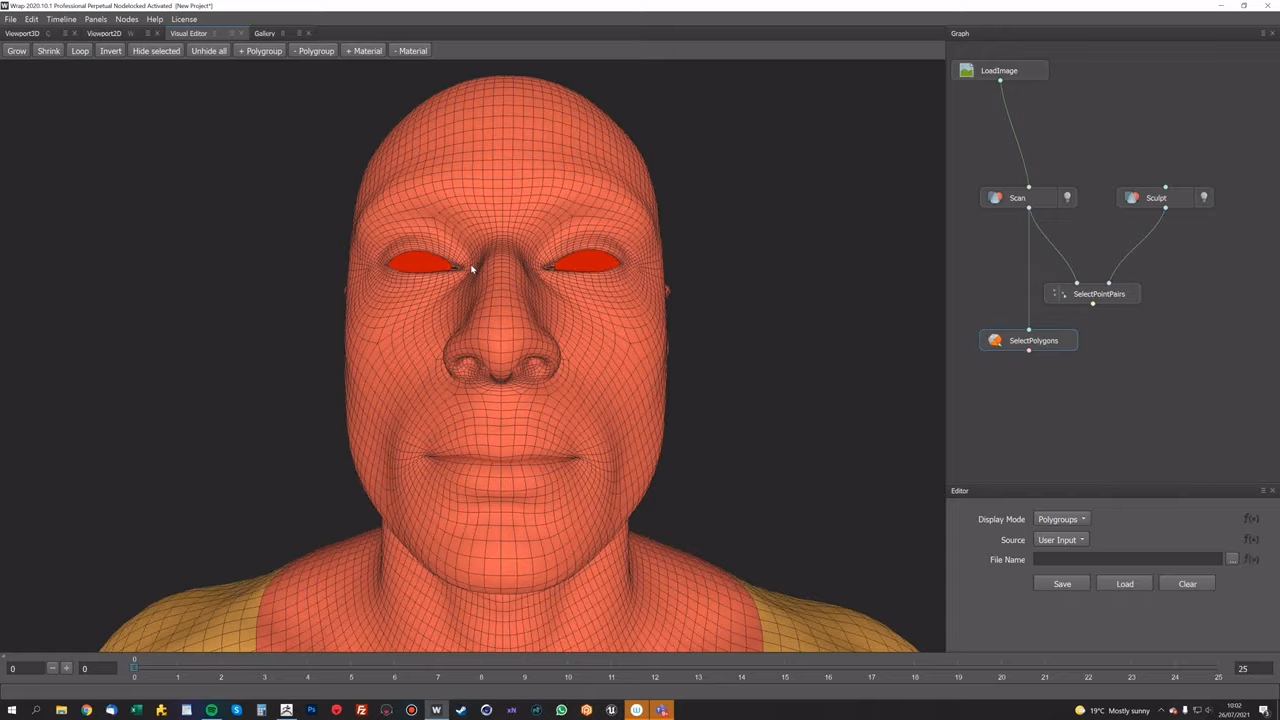 Wrap 2020.10.1 Professional Perpetual Nodelocked Activated [New Project*]
File Edit Timeline Panels Nodes Help License
Viewport3D C Viewport2D W Visual Editor Gallery Graph
Grow Shrink Loop Invert Hide selected Unhide all + Polygroup - Polygroup + Material - Material
LoadImage
Scan Sculpt
SelectPointPairs
SelectPolygons
Editor
Display Mode Polygroups
Source User Input
File Name ...
Save Load Clear
0 0 0 25
0 1 2 3 4 5 6 7 8 9 10 11 12 13 14 15 16 17 18 19 20 21 22 23 24 25
19°C Mostly sunny 10:02
26/07/2021